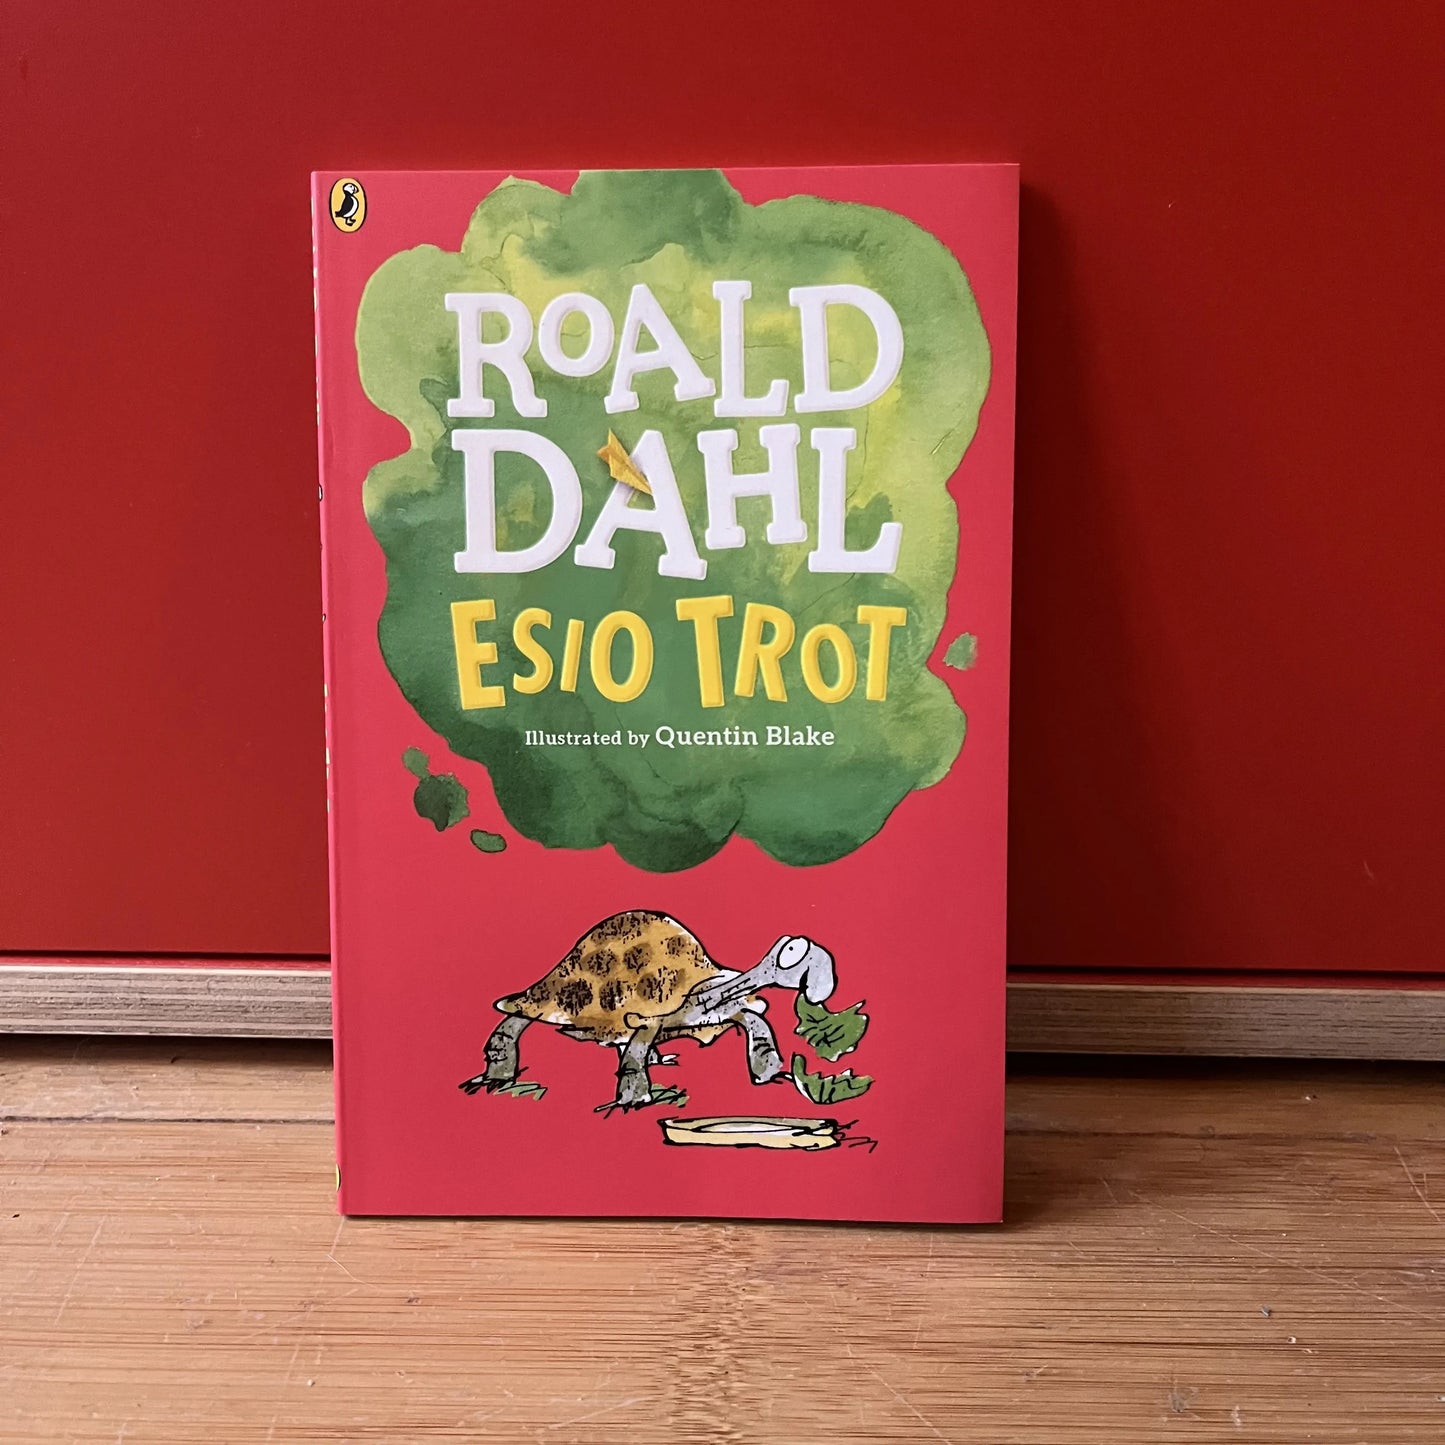 ROALD
DAHL
ESIO TROT
Illustrated by Quentin Blake